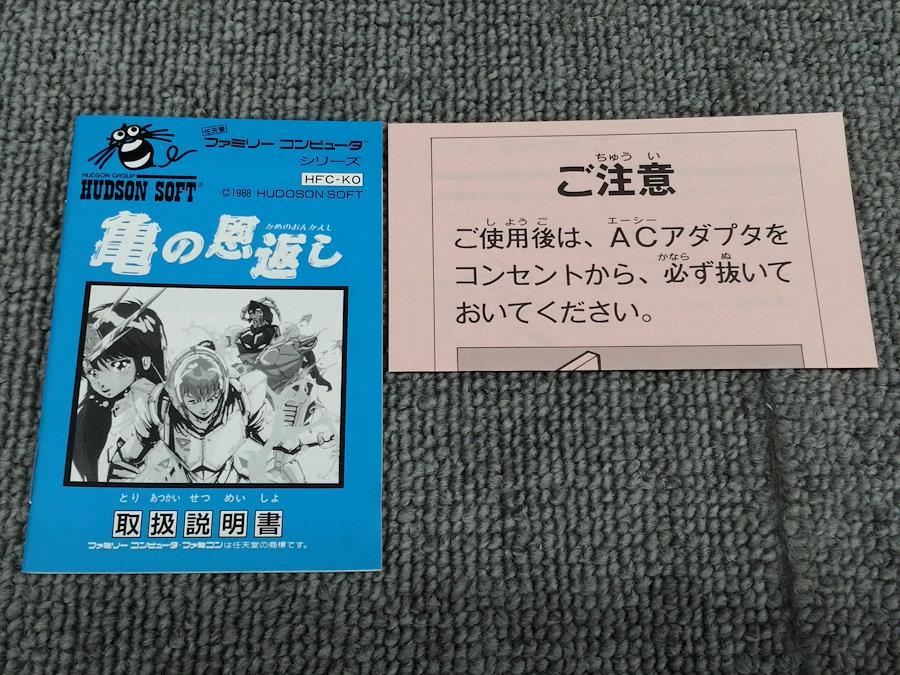 任天堂
ファミリー コンピュータ™
シリーズ
HFC-KO
©1988 HUDOSON SOFT
HUDSON GROUP
HUDSON SOFT®
かめのおんがえし
亀の恩返し
とり あつかい せつ めい しょ
取扱説明書
ファミリー コンピュータ・ファミコンは任天堂の商標です。
ちゅう い
ご注意
し よう ご エーシー
ご使用後は、ACアダプタを
かなら ぬ
コンセントから、必ず抜いて
おいてください。